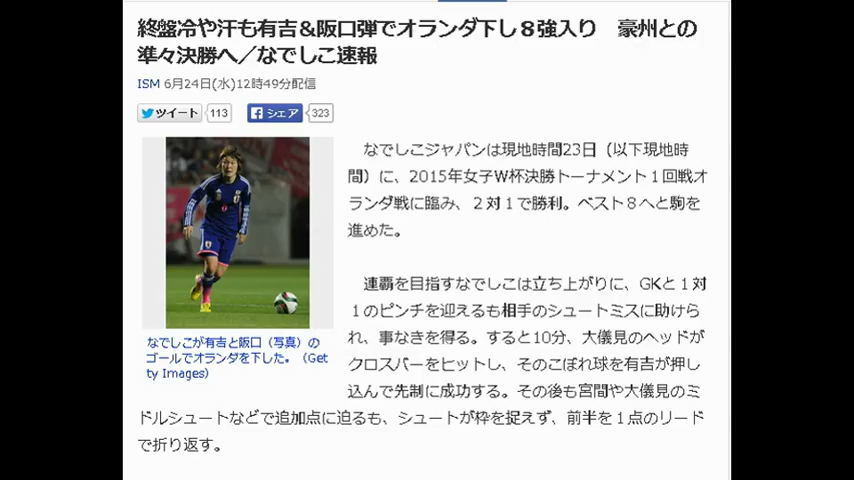 終盤冷や汗も有吉＆阪口弾でオランダ下し８強入り　豪州との
準々決勝へ／なでしこ速報
ISM 6月24日(水)12時49分配信
ツイート 113 シェア 323
なでしこジャパンは現地時間23日（以下現地時
間）に、2015年女子W杯決勝トーナメント１回戦オ
ランダ戦に臨み、２対１で勝利。ベスト８へと駒を
進めた。
連覇を目指すなでしこは立ち上がりに、GKと１対
１のピンチを迎えるも相手のシュートミスに助けら
れ、事なきを得る。すると10分、大儀見のヘッドが
クロスバーをヒットし、そのこぼれ球を有吉が押し
込んで先制に成功する。その後も宮間や大儀見のミ
ドルシュートなどで追加点に迫るも、シュートが枠を捉えず、前半を１点のリード
で折り返す。
なでしこが有吉と阪口（写真）の
ゴールでオランダを下した。（Get
ty Images）